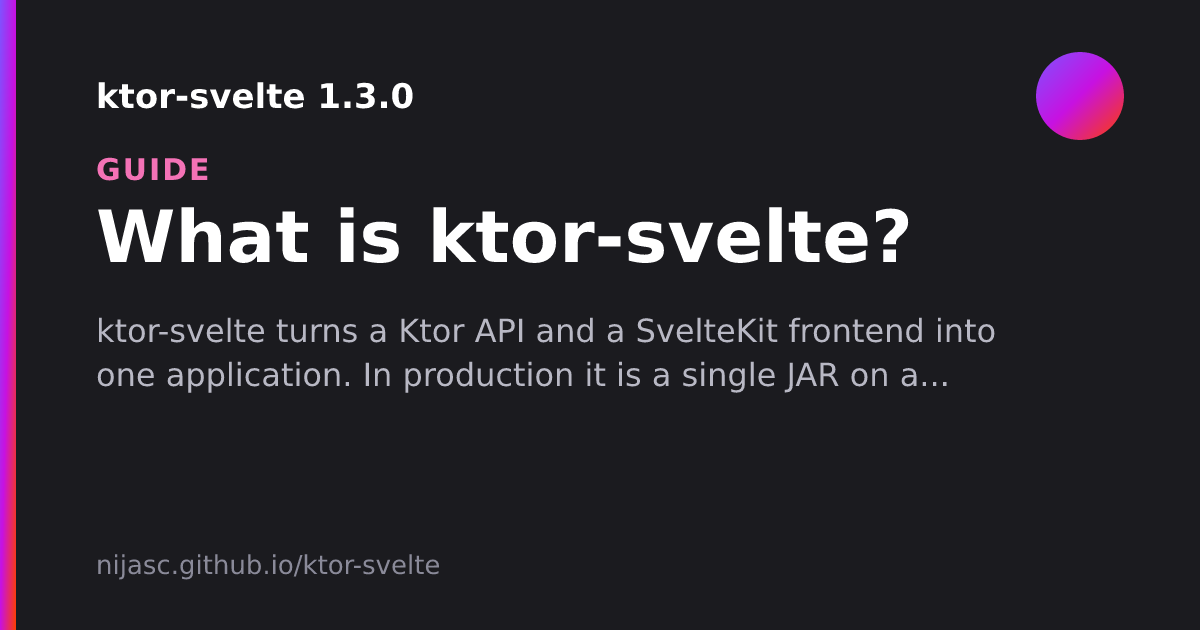 ktor-svelte 1.3.0
GUIDE
What is ktor-svelte?
ktor-svelte turns a Ktor API and a SvelteKit frontend into
one application. In production it is a single JAR on a…
nijasc.github.io/ktor-svelte